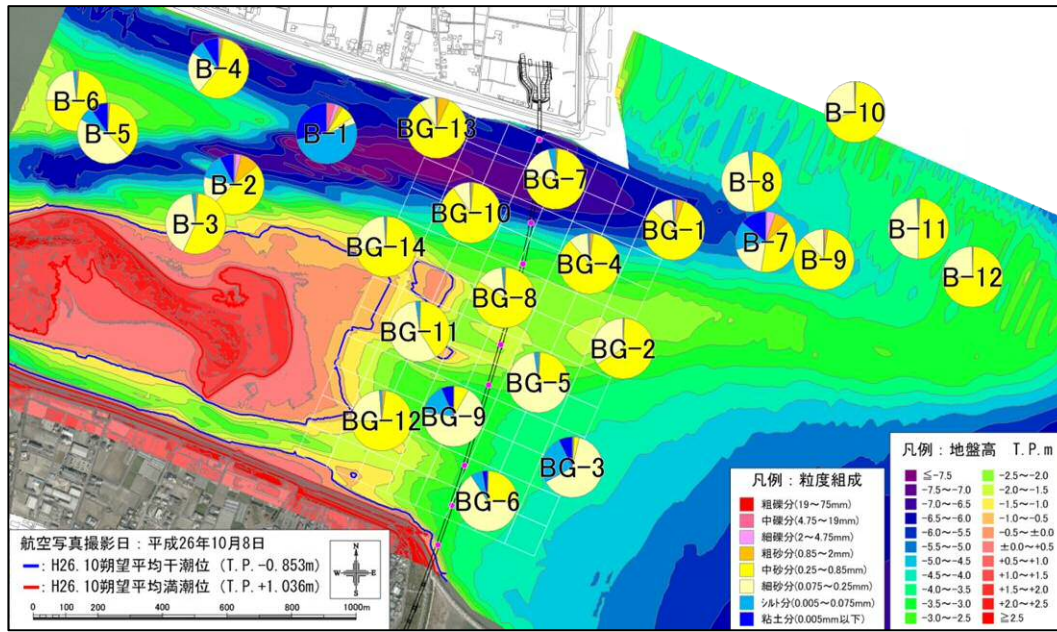 B-4
B-6
B-5
B-1
BG-13
B-10
B-2
BG-7
B-8
B-3
BG-10
BG-14
BG-1
B-7
B-11
BG-4
B-9
B-12
BG-8
BG-11
BG-2
BG-5
BG-12
BG-9
BG-3
BG-6
凡例：粒度組成
粗礫分(19～75mm)
中礫分(4.75～19mm)
細礫分(2～4.75mm)
粗砂分(0.85～2mm)
中砂分(0.25～0.85mm)
細砂分(0.075～0.25mm)
シルト分(0.005～0.075mm)
粘土分(0.005mm以下)
凡例：地盤高 T.P.m
≦-7.5
-7.5～-7.0
-7.0～-6.5
-6.5～-6.0
-6.0～-5.5
-5.5～-5.0
-5.0～-4.5
-4.5～-4.0
-4.0～-3.5
-3.5～-3.0
-3.0～-2.5
-2.5～-2.0
-2.0～-1.5
-1.5～-1.0
-1.0～-0.5
-0.5～±0.0
±0.0～+0.5
+0.5～+1.0
+1.0～+1.5
+1.5～+2.0
+2.0～+2.5
≧2.5
航空写真撮影日：平成26年10月8日
：H26.10朔望平均干潮位 (T.P.-0.853m)
：H26.10朔望平均満潮位 (T.P.+1.036m)
N
W E
S
0 100 200 400 600 800 1000m